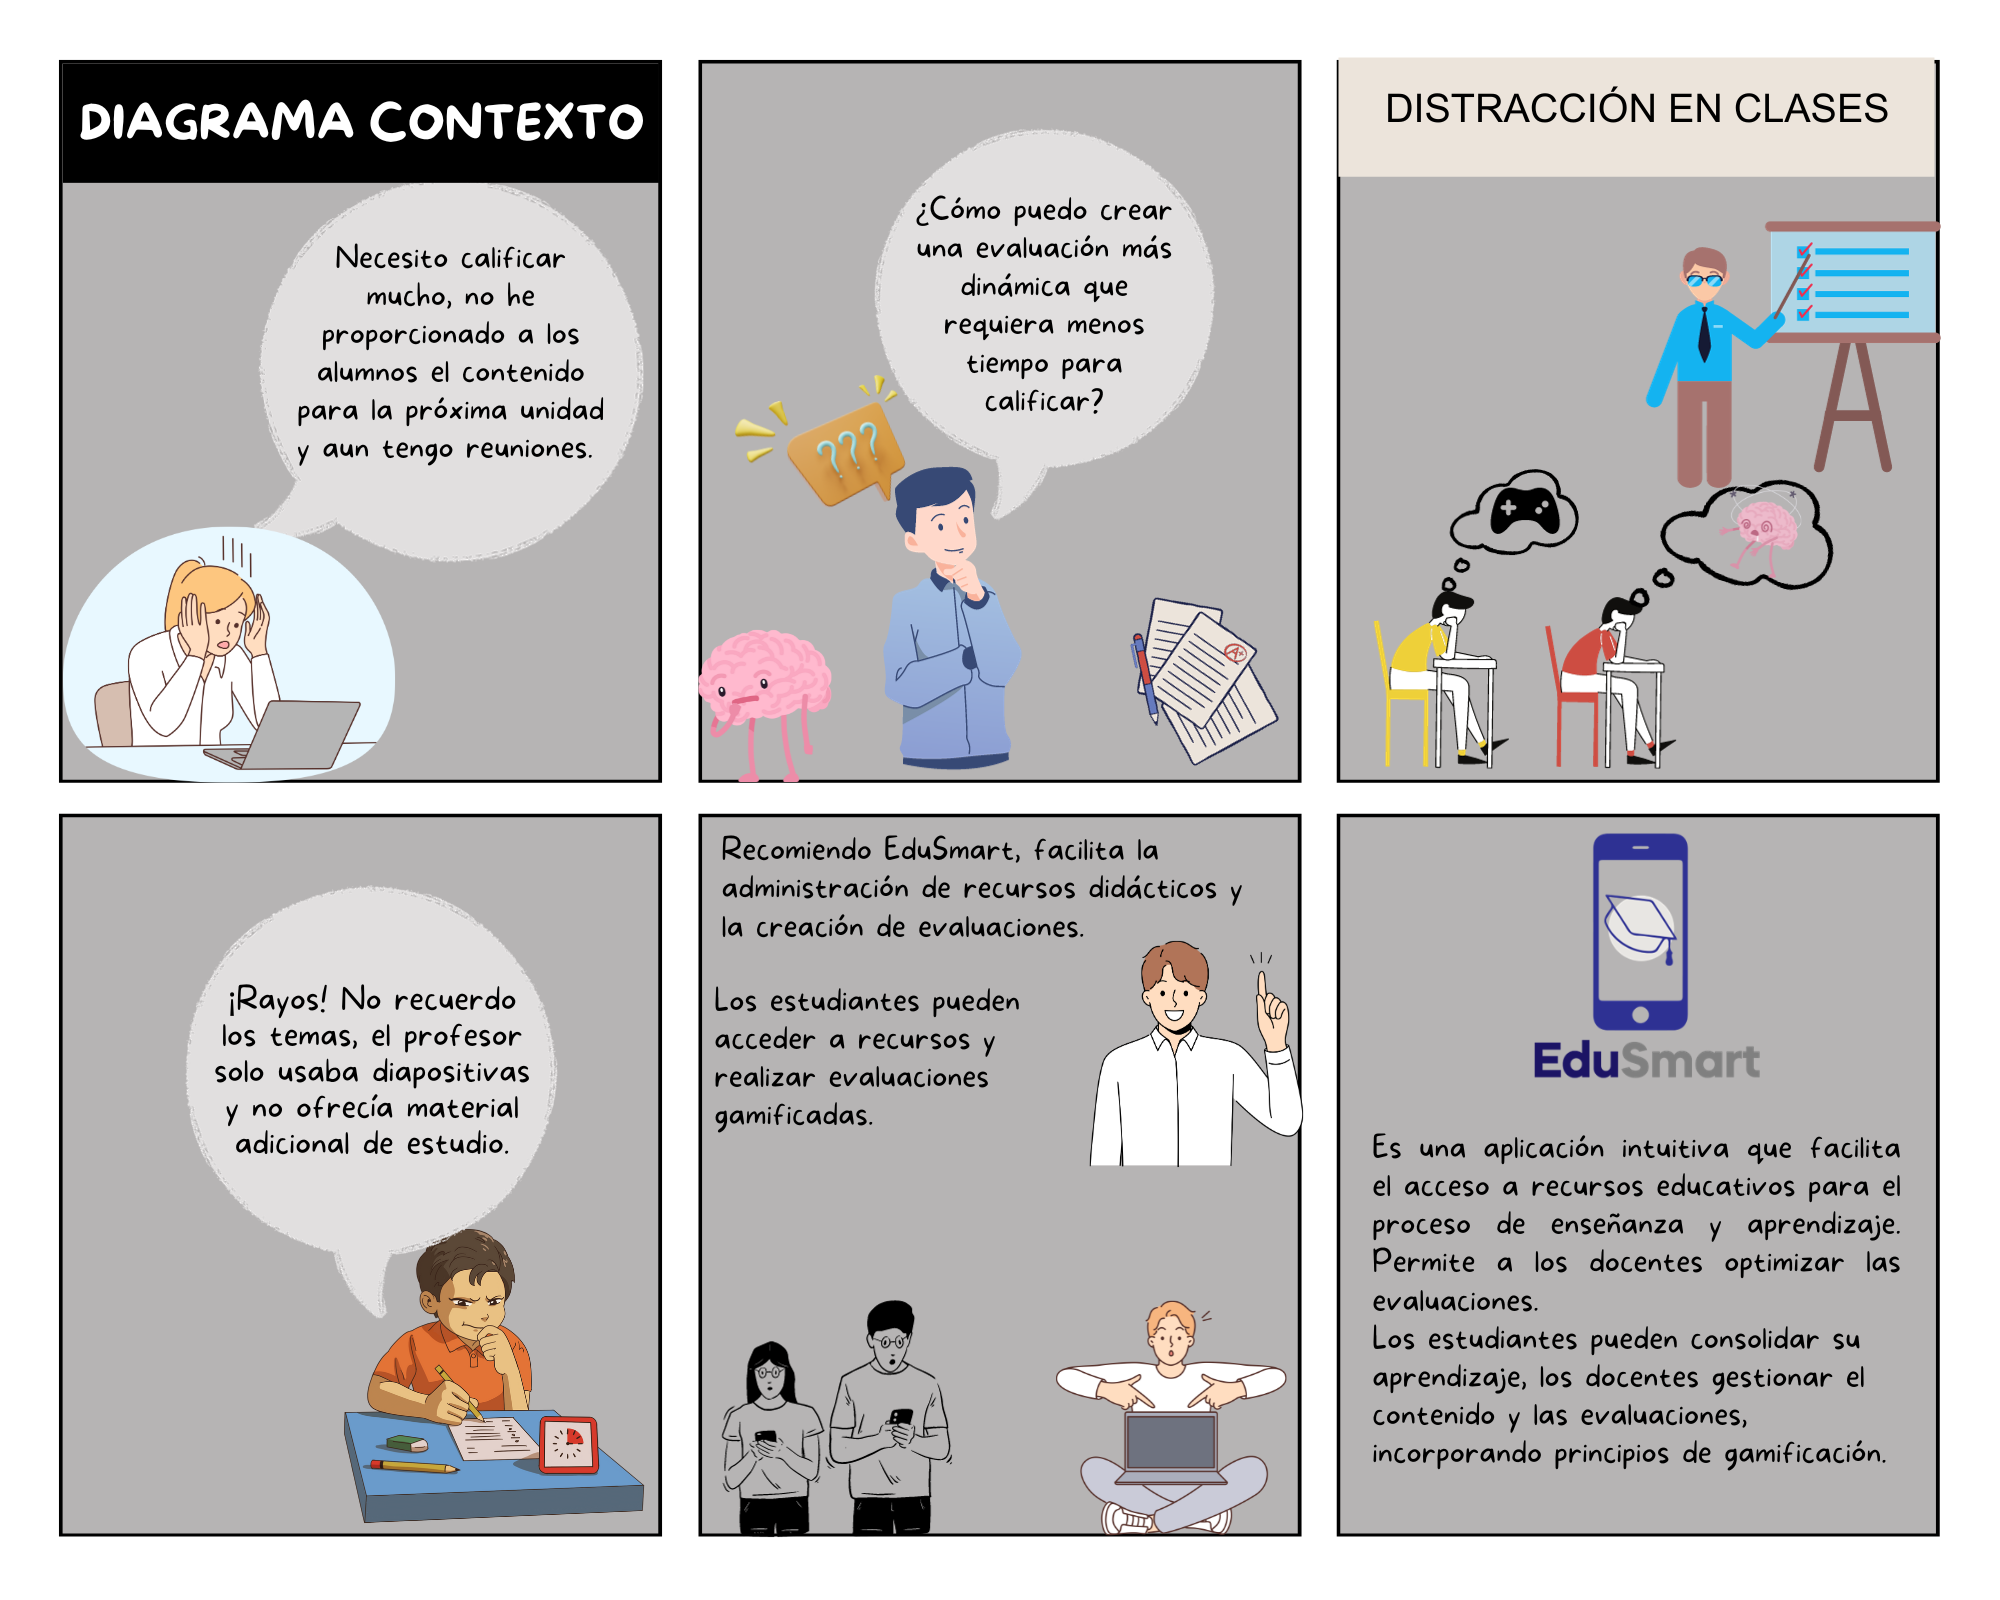 DIAGRAMA CONTEXTO
Necesito calificar
mucho, no he
proporcionado a los
alumnos el contenido
para la próxima unidad
y aun tengo reuniones.
¿Cómo puedo crear
una evaluación más
dinámica que
requiera menos
tiempo para
calificar?
???
A+
DISTRACCIÓN EN CLASES
¡Rayos! No recuerdo
los temas, el profesor
solo usaba diapositivas
y no ofrecía material
adicional de estudio.
Recomiendo EduSmart, facilita la
administración de recursos didácticos y
la creación de evaluaciones.
Los estudiantes pueden
acceder a recursos y
realizar evaluaciones
gamificadas.
EduSmart
Es una aplicación intuitiva que facilita
el acceso a recursos educativos para el
proceso de enseñanza y aprendizaje.
Permite a los docentes optimizar las
evaluaciones.
Los estudiantes pueden consolidar su
aprendizaje, los docentes gestionar el
contenido y las evaluaciones,
incorporando principios de gamificación.